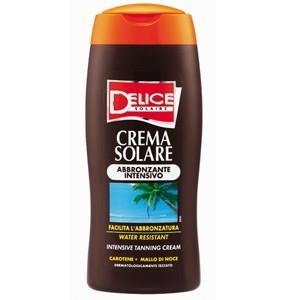 DELICE
SOLAIRE
CREMA
SOLARE
ABBRONZANTE
INTENSIVO
FACILITA L'ABBRONZATURA
WATER RESISTANT
INTENSIVE TANNING CREAM
CAROTENE + MALLO DI NOCE
DERMATOLOGICAMENTE TESTATO